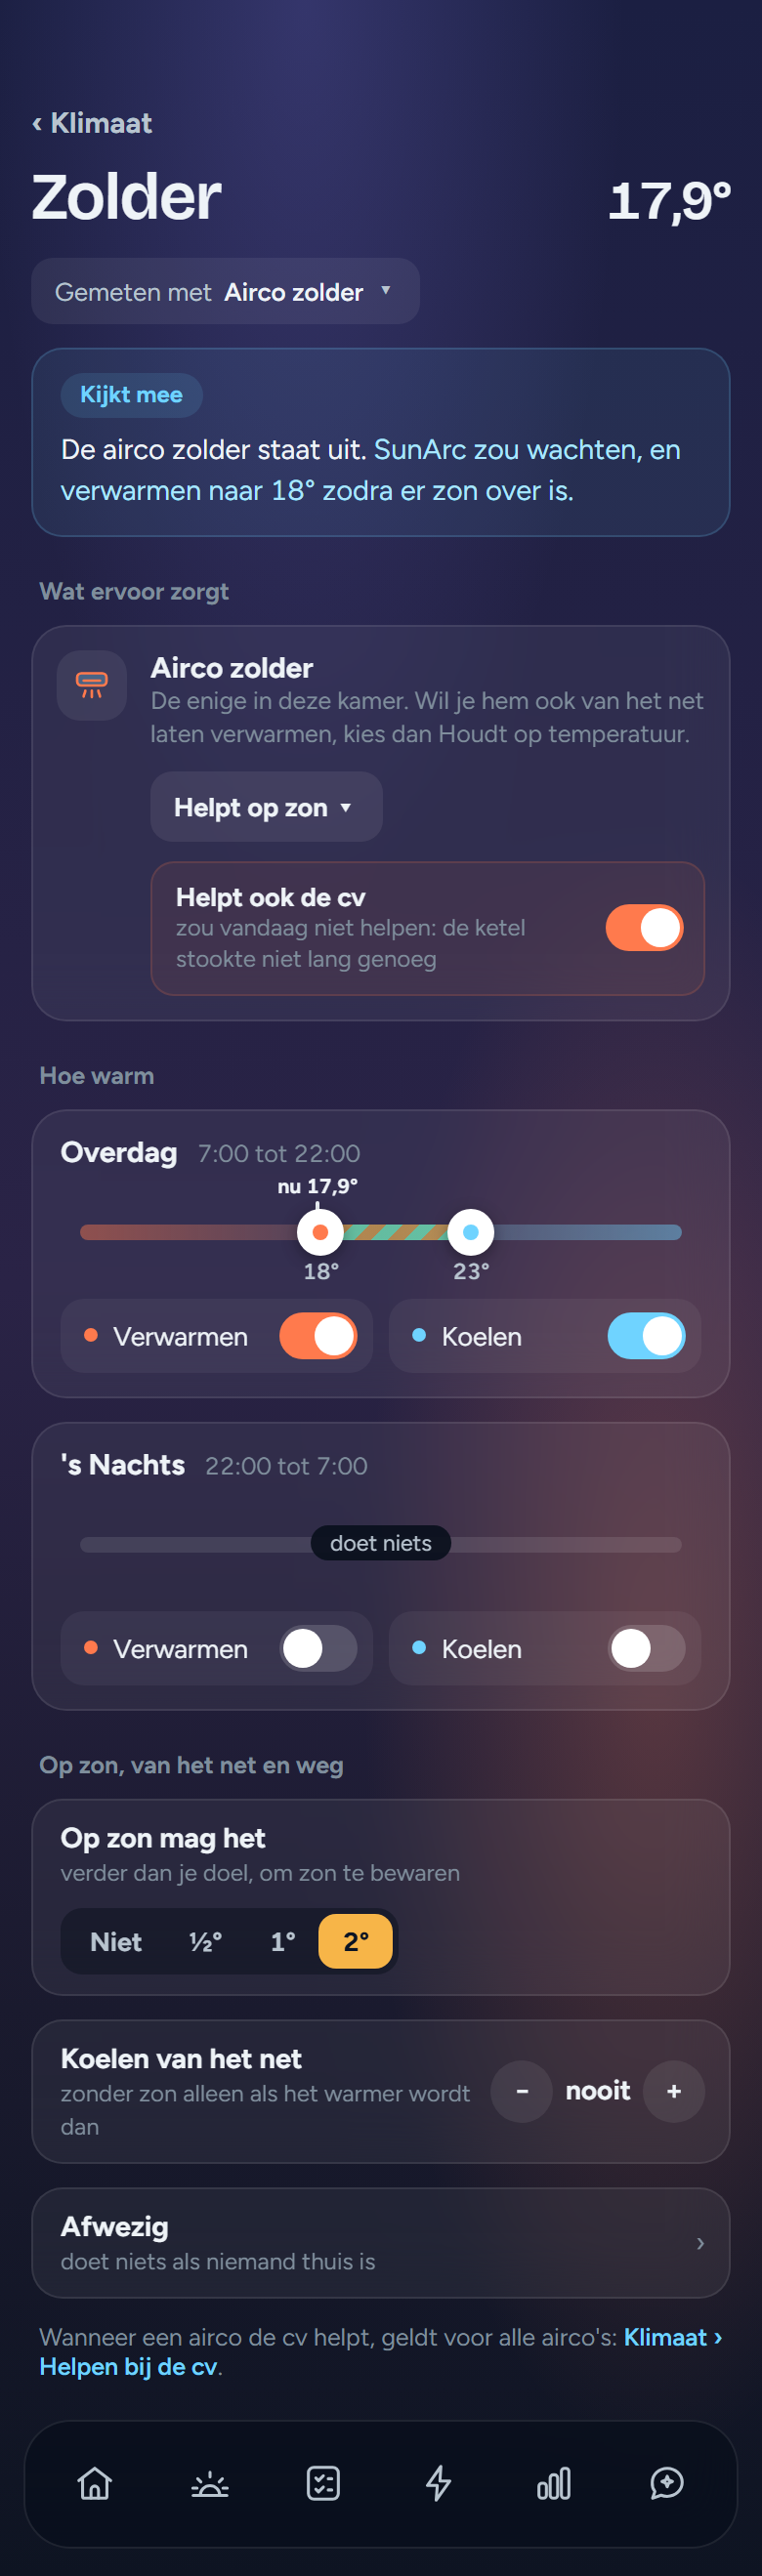 ‹ Klimaat
Zolder
17,9°
Gemeten met Airco zolder ▾
Kijkt mee
De airco zolder staat uit. SunArc zou wachten, en
verwarmen naar 18° zodra er zon over is.
Wat ervoor zorgt
Airco zolder
De enige in deze kamer. Wil je hem ook van het net
laten verwarmen, kies dan Houdt op temperatuur.
Helpt op zon ▾
Helpt ook de cv
zou vandaag niet helpen: de ketel
stookte niet lang genoeg
Hoe warm
Overdag 7:00 tot 22:00
nu 17,9°
18° 23°
Verwarmen Koelen
's Nachts 22:00 tot 7:00
doet niets
Verwarmen Koelen
Op zon, van het net en weg
Op zon mag het
verder dan je doel, om zon te bewaren
Niet ½° 1° 2°
Koelen van het net
zonder zon alleen als het warmer wordt
dan
− nooit +
Afwezig
doet niets als niemand thuis is
›
Wanneer een airco de cv helpt, geldt voor alle airco's: Klimaat ›
Helpen bij de cv.